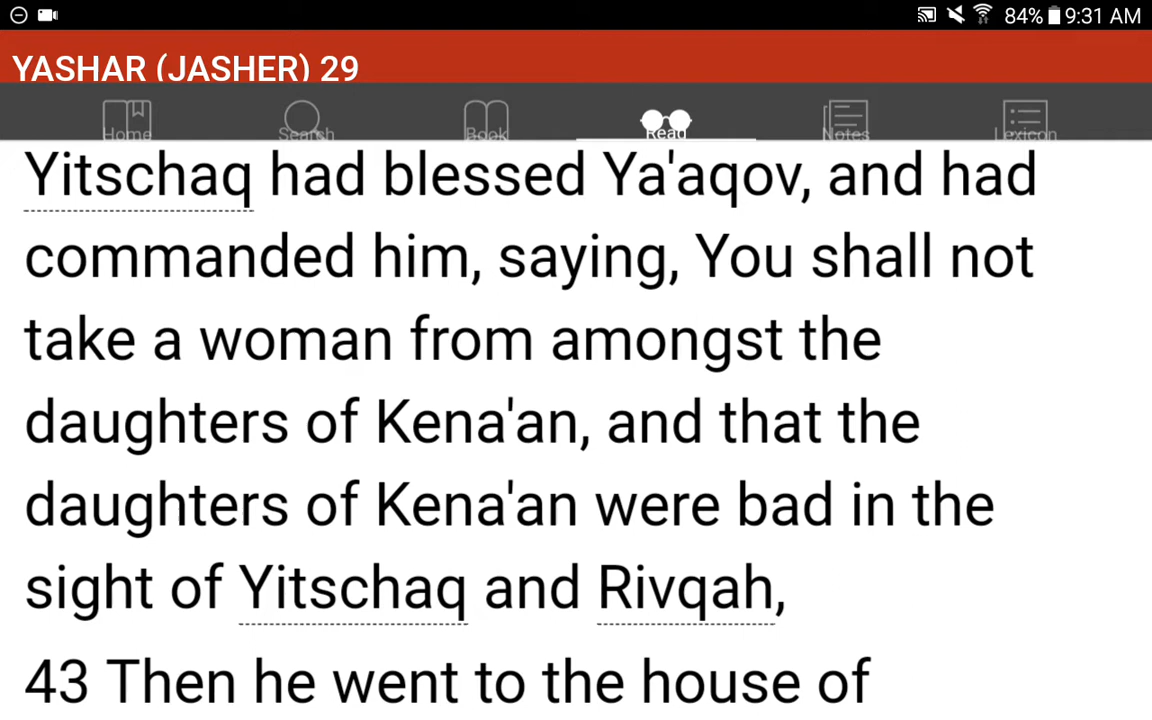 84% 9:31 AM
YASHAR (JASHER) 29
Home Search Book Read Notes Lexicon
Yitschaq had blessed Ya'aqov, and had
commanded him, saying, You shall not
take a woman from amongst the
daughters of Kena'an, and that the
daughters of Kena'an were bad in the
sight of Yitschaq and Rivqah,
43 Then he went to the house of